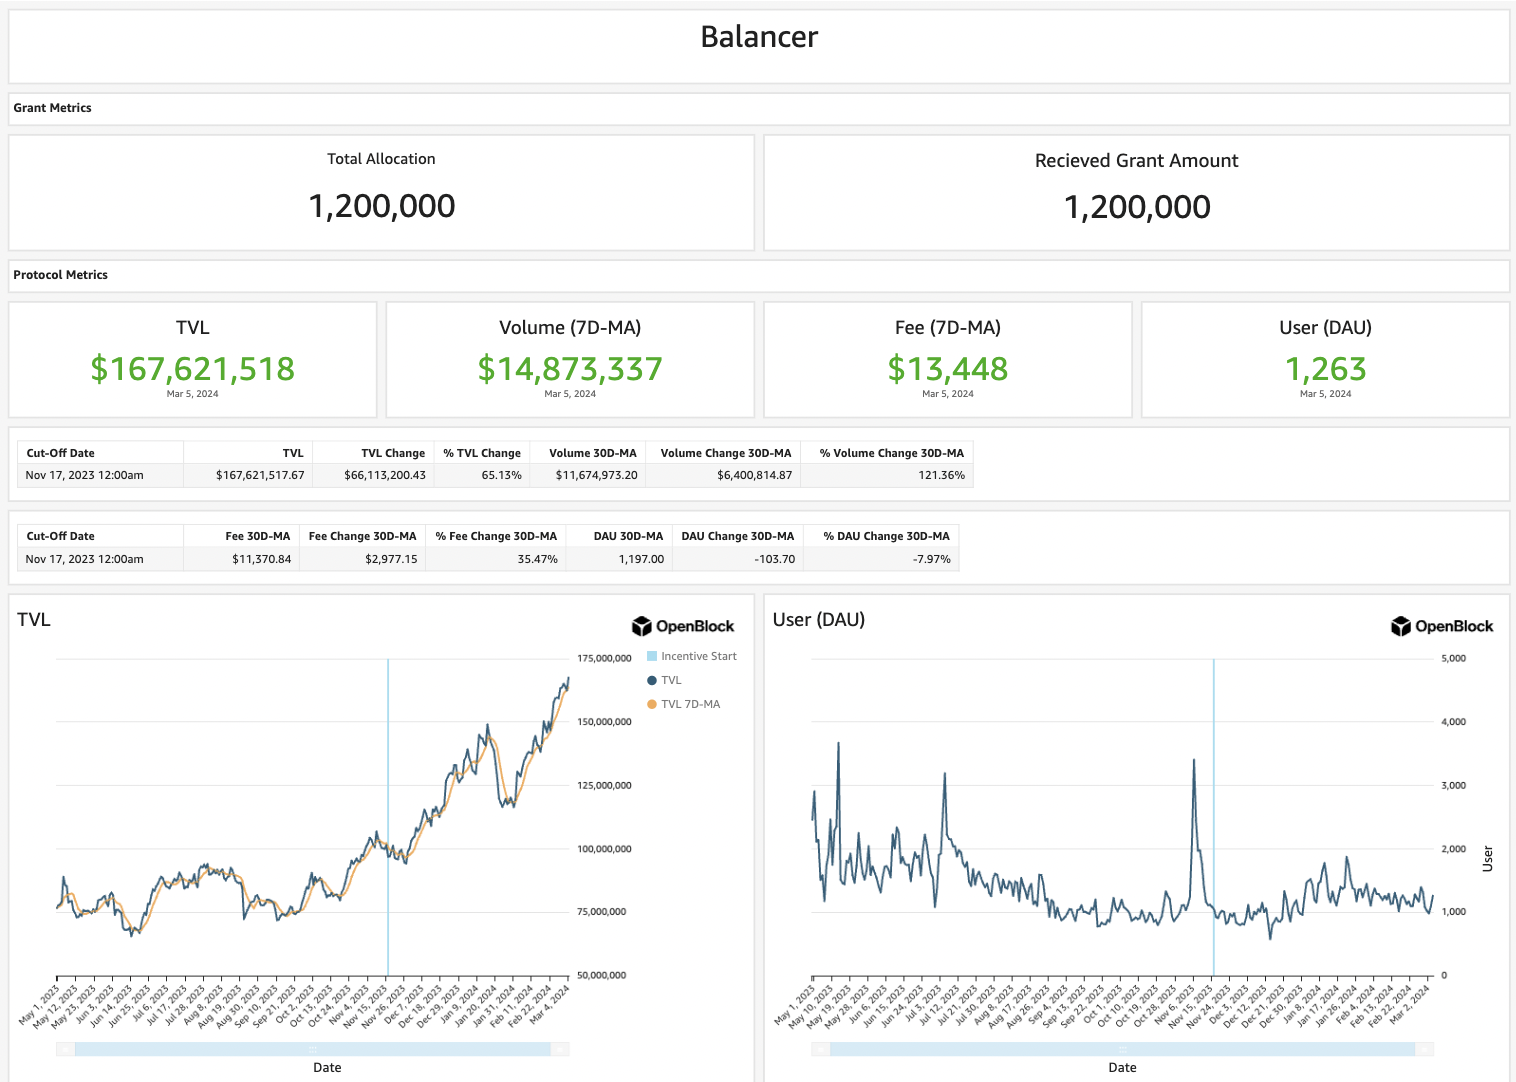 Balancer
Grant Metrics
Total Allocation
1,200,000
Recieved Grant Amount
1,200,000
Protocol Metrics
TVL
$167,621,518
Mar 5, 2024
Volume (7D-MA)
$14,873,337
Mar 5, 2024
Fee (7D-MA)
$13,448
Mar 5, 2024
User (DAU)
1,263
Mar 5, 2024
Cut-Off Date TVL TVL Change % TVL Change Volume 30D-MA Volume Change 30D-MA % Volume Change 30D-MA
Nov 17, 2023 12:00am $167,621,517.67 $66,113,200.43 65.13% $11,674,973.20 $6,400,814.87 121.36%
Cut-Off Date Fee 30D-MA Fee Change 30D-MA % Fee Change 30D-MA DAU 30D-MA DAU Change 30D-MA % DAU Change 30D-MA
Nov 17, 2023 12:00am $11,370.84 $2,977.15 35.47% 1,197.00 -103.70 -7.97%
TVL
OpenBlock
Incentive Start
TVL
TVL 7D-MA
175,000,000
150,000,000
125,000,000
100,000,000
75,000,000
50,000,000
May 1, 2023
May 12, 2023
May 23, 2023
Jun 3, 2023
Jun 14, 2023
Jun 25, 2023
Jul 6, 2023
Jul 17, 2023
Jul 28, 2023
Aug 8, 2023
Aug 19, 2023
Aug 30, 2023
Sep 10, 2023
Sep 21, 2023
Oct 2, 2023
Oct 13, 2023
Oct 24, 2023
Nov 4, 2023
Nov 15, 2023
Nov 26, 2023
Dec 7, 2023
Dec 18, 2023
Dec 29, 2023
Jan 9, 2024
Jan 20, 2024
Jan 31, 2024
Feb 11, 2024
Feb 22, 2024
Mar 4, 2024
Date
User (DAU)
OpenBlock
5,000
4,000
3,000
2,000
1,000
0
User
May 1, 2023
May 10, 2023
May 19, 2023
May 28, 2023
Jun 6, 2023
Jun 15, 2023
Jun 24, 2023
Jul 3, 2023
Jul 12, 2023
Jul 21, 2023
Jul 30, 2023
Aug 8, 2023
Aug 17, 2023
Aug 26, 2023
Sep 4, 2023
Sep 13, 2023
Sep 22, 2023
Oct 1, 2023
Oct 10, 2023
Oct 19, 2023
Oct 28, 2023
Nov 6, 2023
Nov 15, 2023
Nov 24, 2023
Dec 3, 2023
Dec 12, 2023
Dec 21, 2023
Dec 30, 2023
Jan 8, 2024
Jan 17, 2024
Jan 26, 2024
Feb 4, 2024
Feb 13, 2024
Feb 22, 2024
Mar 2, 2024
Date